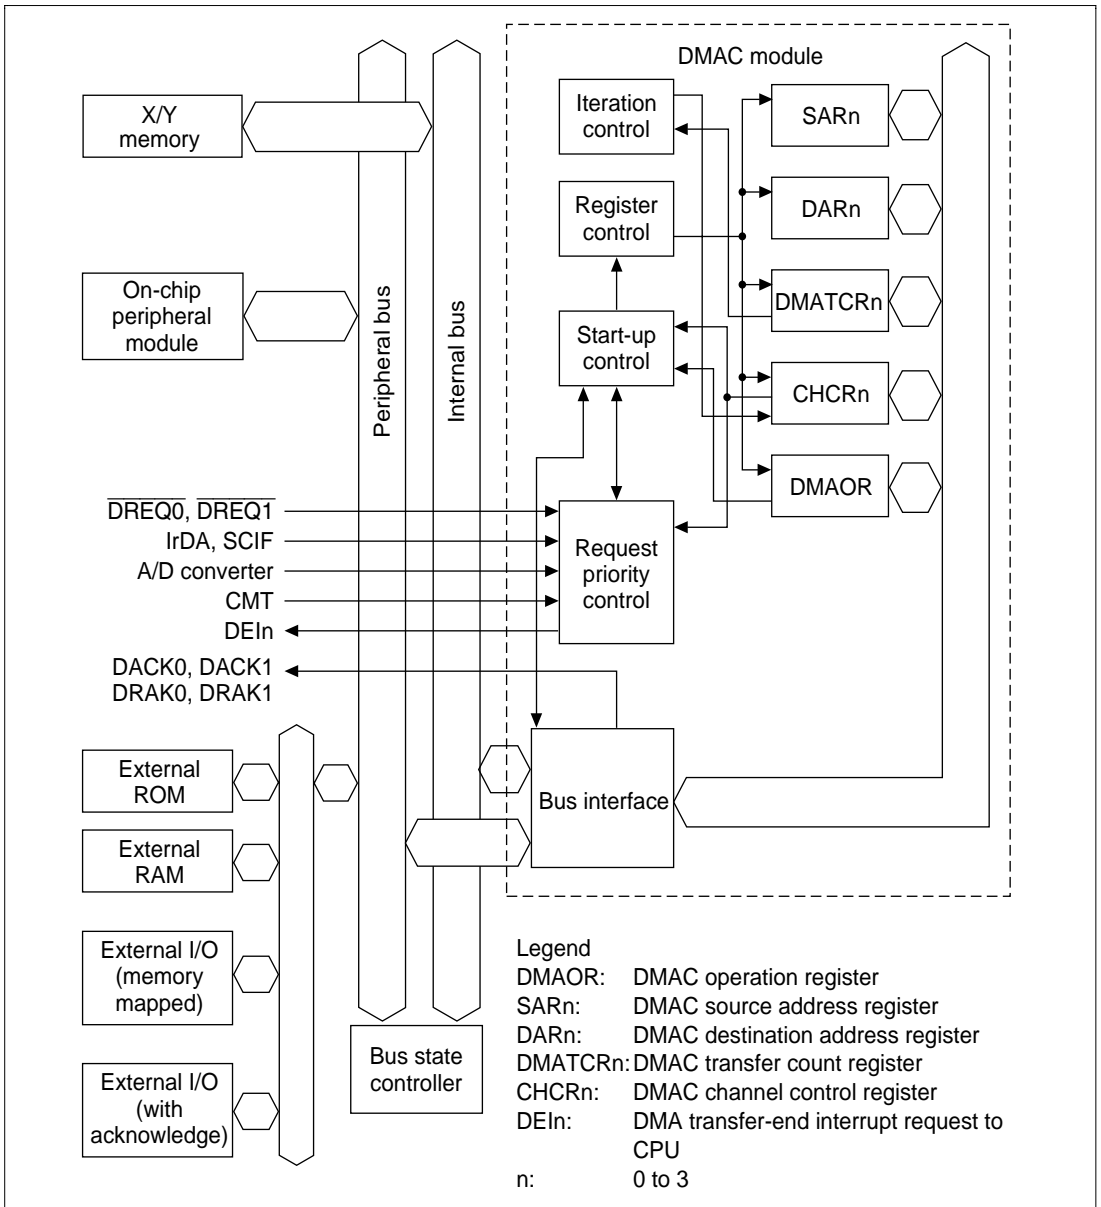 DMAC module
X/Y
memory
Iteration
control
SARn
Register
control
DARn
On-chip
peripheral
module
Peripheral bus
Internal bus
Start-up
control
DMATCRn
CHCRn
DMAOR
DREQ0, DREQ1
IrDA, SCIF
A/D converter
CMT
DEIn
Request
priority
control
DACK0, DACK1
DRAK0, DRAK1
External
ROM
Bus interface
External
RAM
External I/O
(memory
mapped)
Bus state
controller
External I/O
(with
acknowledge)
Legend
DMAOR: DMAC operation register
SARn: DMAC source address register
DARn: DMAC destination address register
DMATCRn: DMAC transfer count register
CHCRn: DMAC channel control register
DEIn: DMA transfer-end interrupt request to
CPU
n: 0 to 3